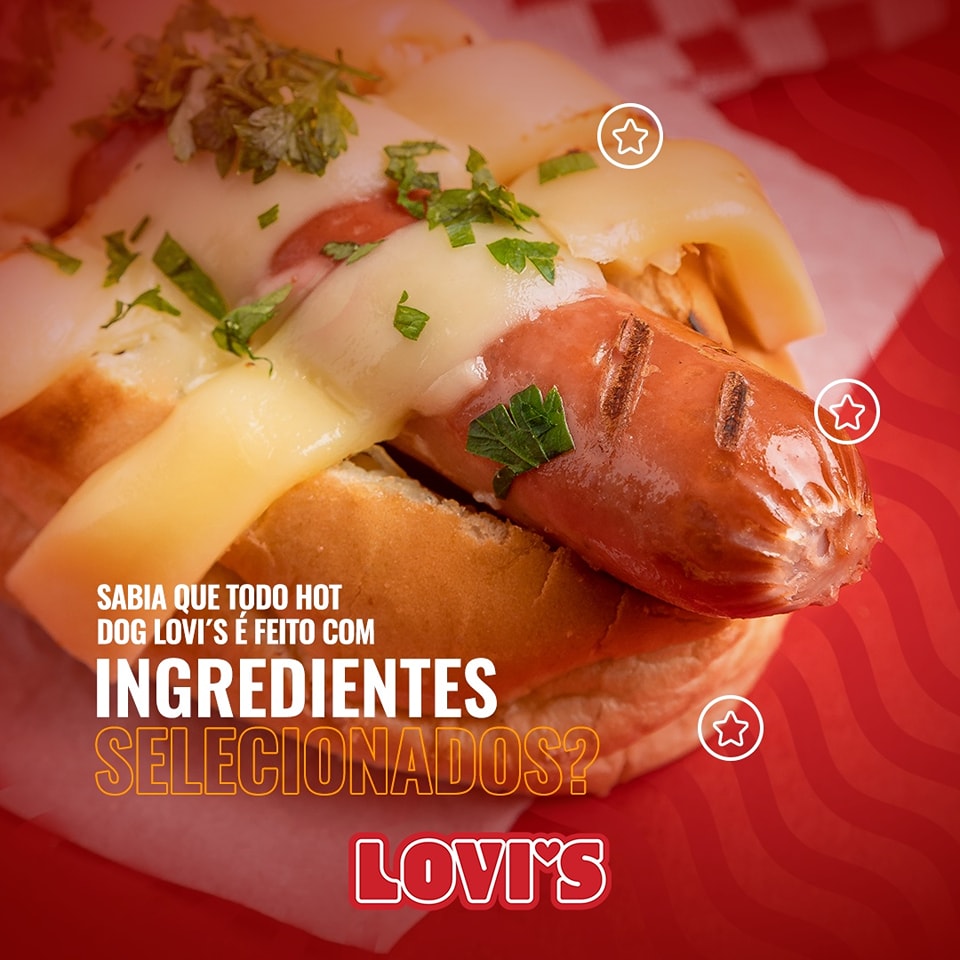 SABIA QUE TODO HOT
DOG LOVI´S É FEITO COM
INGREDIENTES
SELECIONADOS?
LOVI'S